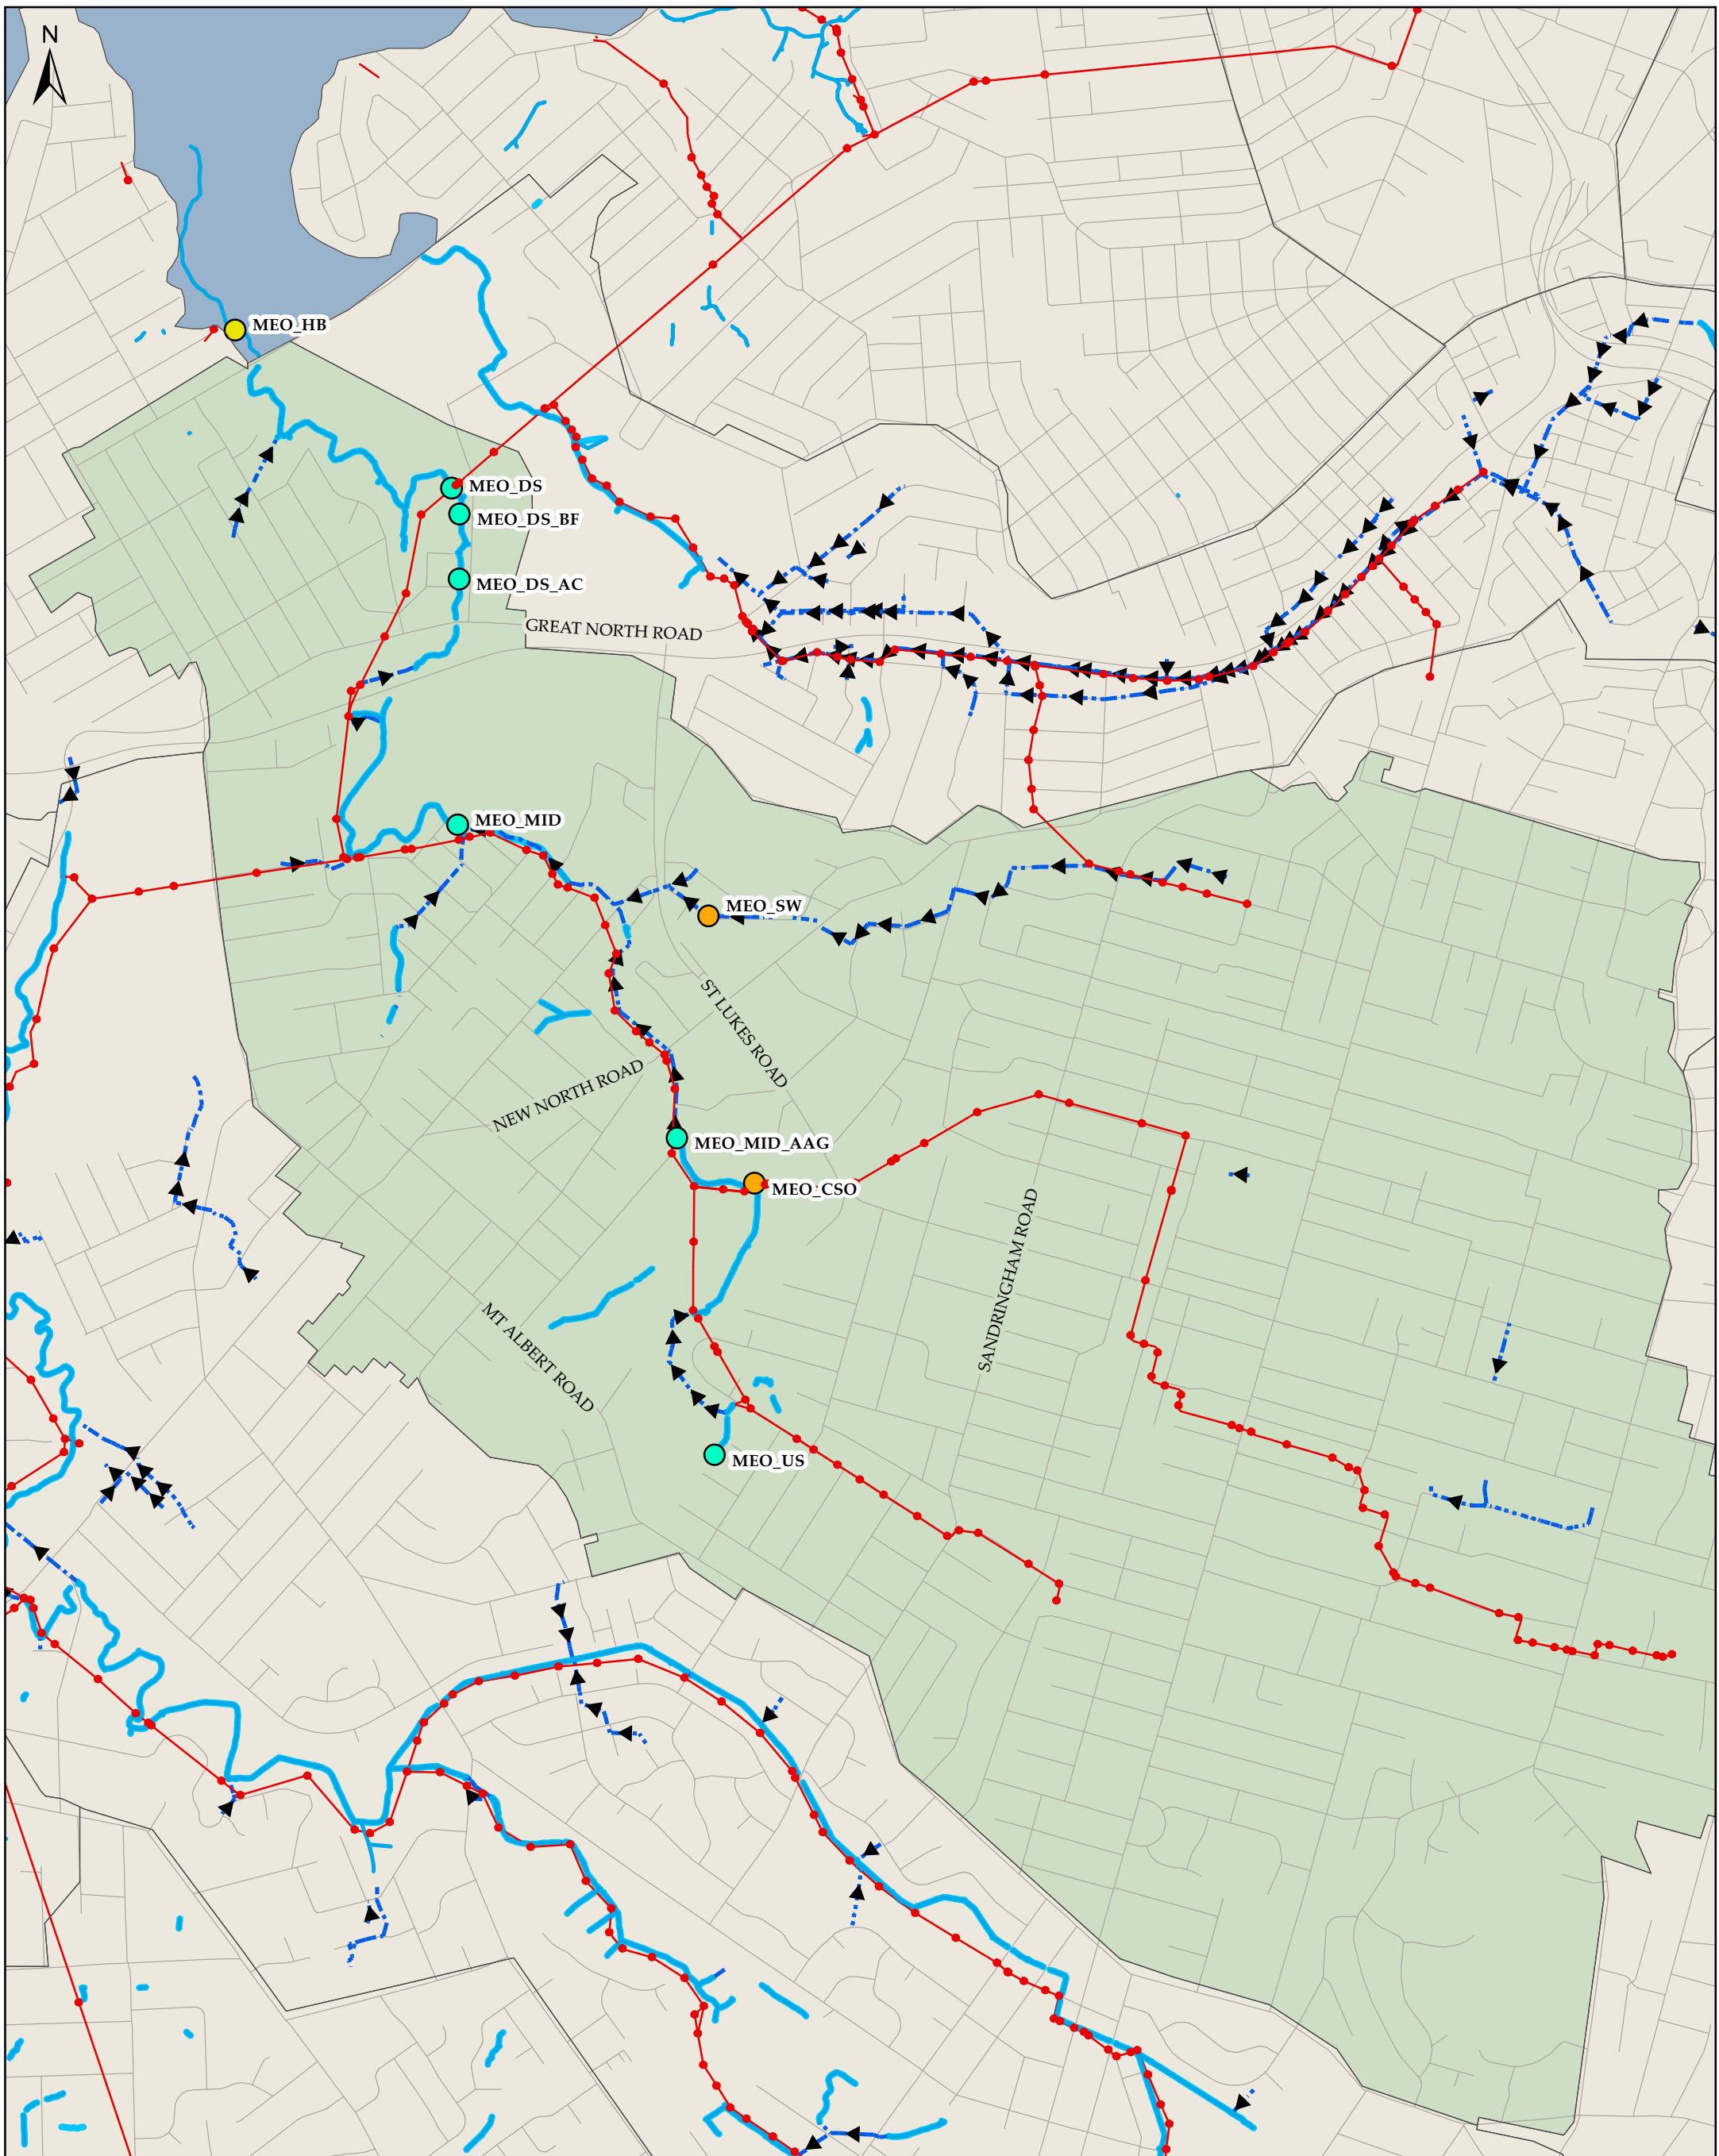 N
MEO_HB
MEO_DS
MEO_DS_BF
MEO_DS_AC
GREAT NORTH ROAD
MEO_MID
MEO_SW
ST LUKES ROAD
NEW NORTH ROAD
MEO_MID_AAG
MEO_CSO
SANDRINGHAM ROAD
MT ALBERT ROAD
MEO_US